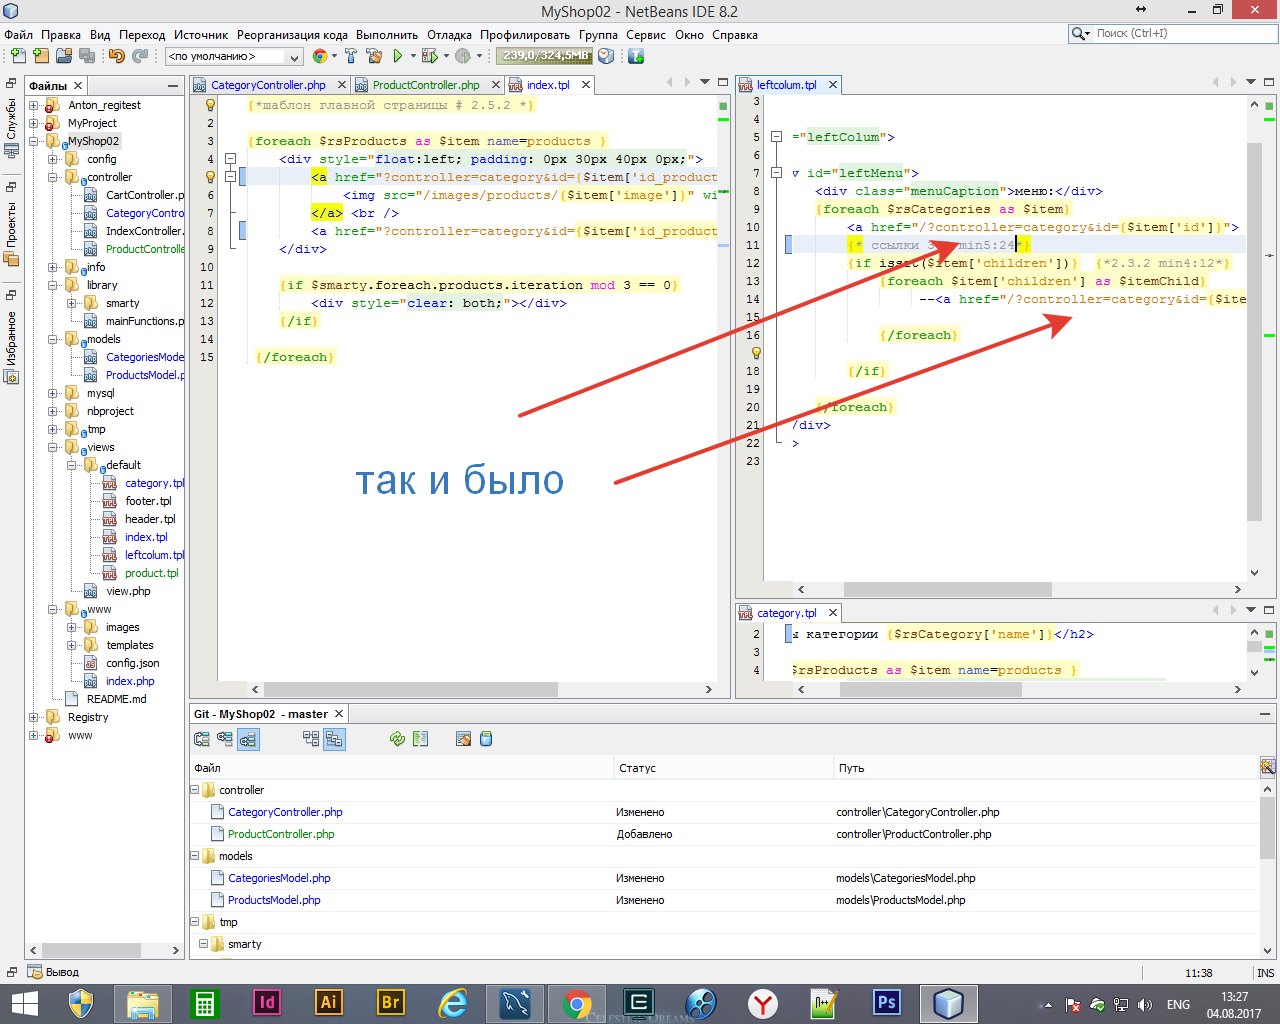 MyShop02 - NetBeans IDE 8.2
Файл Правка Вид Переход Источник Реорганизация кода Выполнить Отладка Профилировать Группа Сервис Окно Справка
Поиск (Ctrl+I)
<по умолчанию>
239,0/324,5MB
Службы
Проекты
Избранное
Файлы
Anton_regitest
MyProject
MyShop02
config
controller
CartController.p
CategoryContro
IndexController.
ProductController
info
library
smarty
mainFunctions.p
models
CategoriesMode
ProductsModel.p
mysql
nbproject
tmp
views
default
category.tpl
footer.tpl
header.tpl
index.tpl
leftcolum.tpl
product.tpl
view.php
www
images
templates
config.json
index.php
README.md
Registry
www
CategoryController.php ProductController.php index.tpl
{*шаблон главной страницы # 2.5.2 *}
2
3 {foreach $rsProducts as $item name=products }
4 <div style="float:left; padding: 0px 30px 40px 0px;">
<a href="?controller=category&id={$item['id_product
6 <img src="/images/products/{$item['image']}" wi
7 </a> <br />
8 <a href="?controller=category&id={$item['id_product
9 </div>
10
11 {if $smarty.foreach.products.iteration mod 3 == 0}
12 <div style="clear: both;"></div>
13 {/if}
14
15 {/foreach}
так и было
leftcolum.tpl
3
4
5 ="leftColum">
6
7 v id="leftMenu">
8 <div class="menuCaption">меню:</div>
9 {foreach $rsCategories as $item}
10 <a href="/?controller=category&id={$item['id']}">
11 {* ссылки 3 min5:24*}
12 {if isset($item['children'])} {*2.3.2 min4:12*}
13 {foreach $item['children'] as $itemChild}
14 --<a href="/?controller=category&id={$ite
15
16 {/foreach}
18 {/if}
19
20 {/foreach}
21 /div>
22 >
23
category.tpl
2 ы категории {$rsCategory['name']}</h2>
3
4 $rsProducts as $item name=products }
Git - MyShop02 - master
Файл Статус Путь
controller
CategoryController.php Изменено controller\CategoryController.php
ProductController.php Добавлено controller\ProductController.php
models
CategoriesModel.php Изменено models\CategoriesModel.php
ProductsModel.php Изменено models\ProductsModel.php
tmp
smarty
Вывод
11:38 INS
Id Ai Br Ps
ENG
13:27
04.08.2017